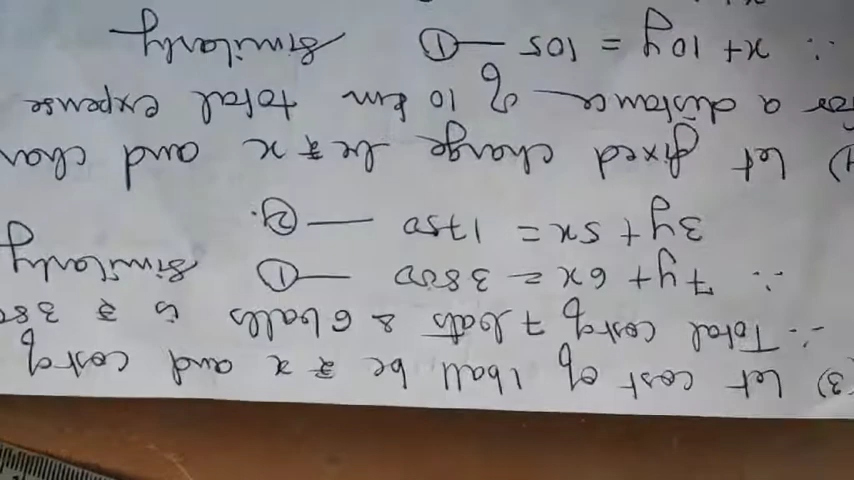 (3) Let cost of 1 ball be ₹ x and cost of
∴ Total cost of 7 bats & 6 balls is ₹ 380
∴ 7y + 6x = 3800 — ① Similarly
3y + 5x = 1750 — ②.
4) Let fixed charge be ₹ x and char
for a distance of 10 km total expense
∴ x + 10y = 105 — ① Similarly